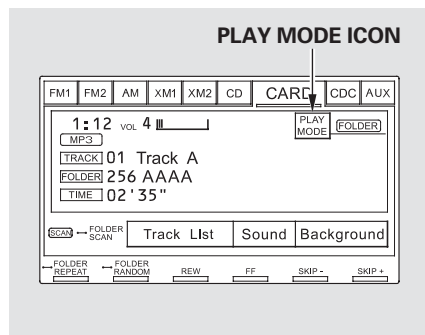 PLAY MODE ICON
FM1 FM2 AM XM1 XM2 CD CARD CDC AUX
1:12 VOL 4 PLAY MODE FOLDER
MP3
TRACK 01 Track A
FOLDER 256 AAAA
TIME 02'35"
SCAN FOLDER SCAN Track LIst Sound Background
FOLDER REPEAT FOLDER RANDOM REW FF SKIP - SKIP +